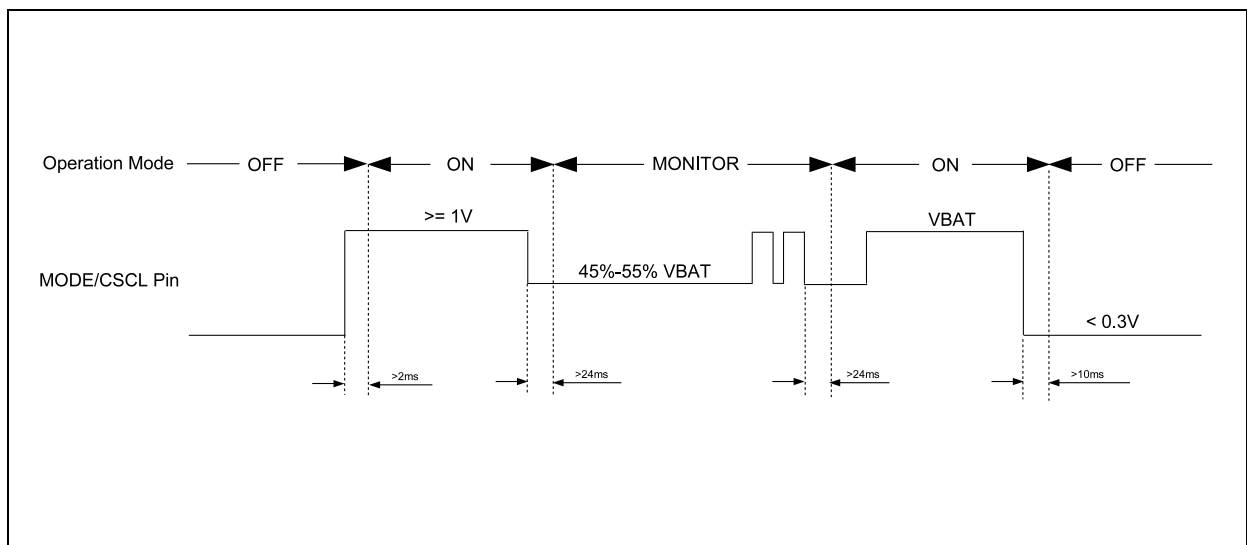 Operation Mode OFF ON MONITOR ON OFF
>= 1V VBAT
MODE/CSCL Pin 45%-55% VBAT < 0.3V
>2ms >24ms >24ms >10ms